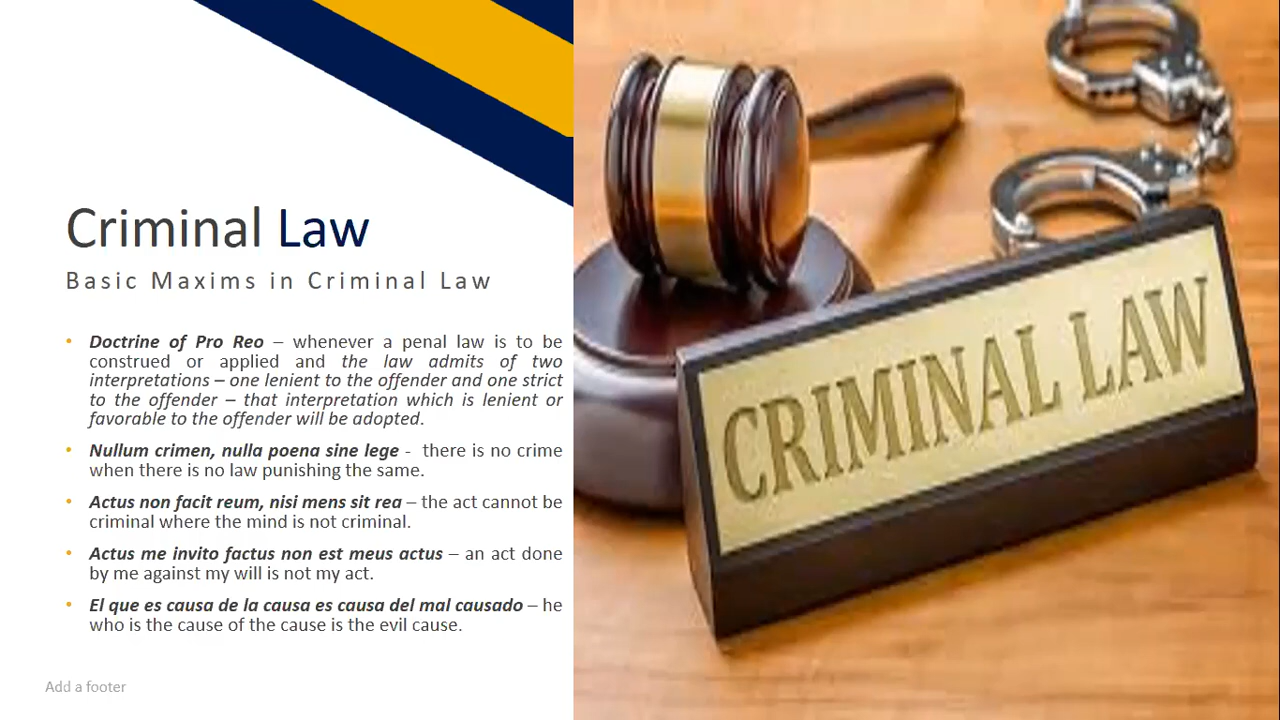 Criminal Law
Basic Maxims in Criminal Law
• Doctrine of Pro Reo – whenever a penal law is to be
construed or applied and the law admits of two
interpretations – one lenient to the offender and one strict
to the offender – that interpretation which is lenient or
favorable to the offender will be adopted.
• Nullum crimen, nulla poena sine lege - there is no crime
when there is no law punishing the same.
• Actus non facit reum, nisi mens sit rea – the act cannot be
criminal where the mind is not criminal.
• Actus me invito factus non est meus actus – an act done
by me against my will is not my act.
• El que es causa de la causa es causa del mal causado – he
who is the cause of the cause is the evil cause.
Add a footer
CRIMINAL LAW